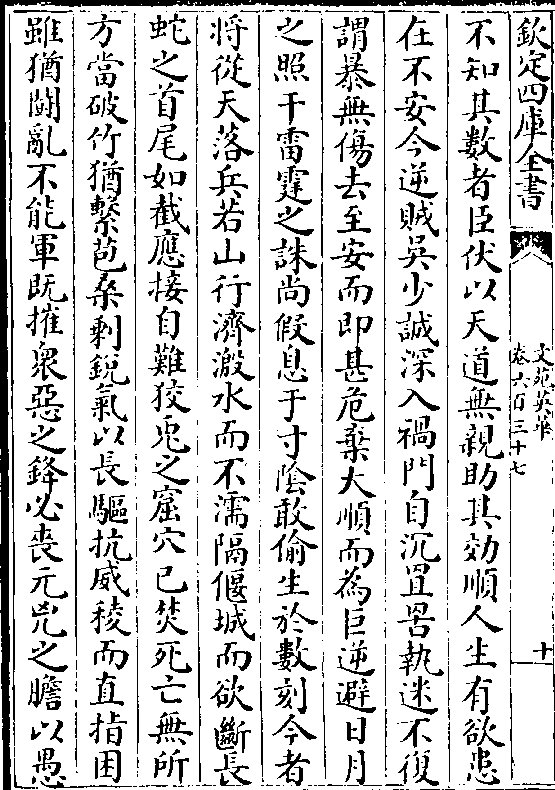 欽定四庫全書
文苑英華
卷六百三十七
十
不知其數者臣伏以天道無親助其効順人生有欲患
在不安今逆賊吳少誠深入禍門自沉罝罟執迷不復
謂暴無傷去至安而即甚危棄大順而為巨逆避日月
之照干雷霆之誅尚假息于寸陰敢偷生於數刻今者
將從天落兵若山行濟溵水而不濡隔偃城而欲斷長
蛇之首尾如截應接自難狡兎之窟穴已焚死亡無所
方當破竹猶繫苞桑剩鋭氣以長驅抗威稜而直指困
雖猶鬭亂不能軍既摧衆惡之鋒必喪元兇之膽以愚